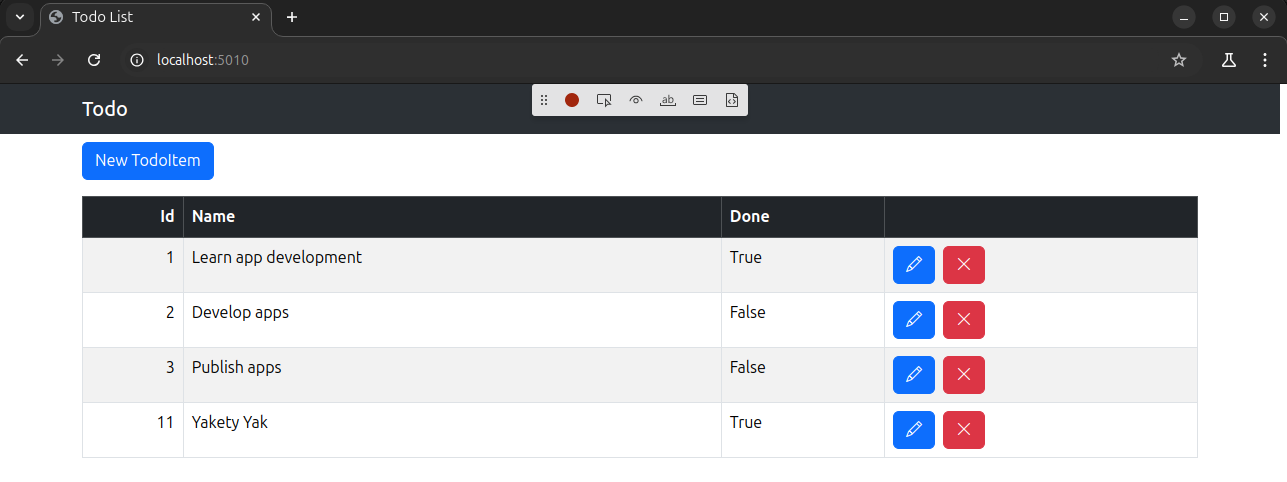 Todo List
localhost:5010
ab
Todo
New TodoItem
Id Name Done
1 Learn app development True
2 Develop apps False
3 Publish apps False
11 Yakety Yak True